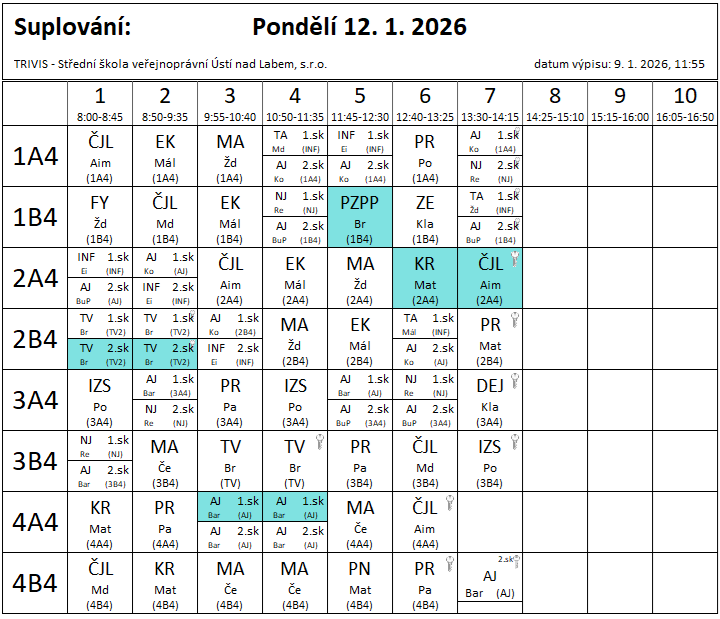 Suplování: Pondělí 12. 1. 2026
TRIVIS - Střední škola veřejnoprávní Ústí nad Labem, s.r.o. datum výpisu: 9. 1. 2026, 11:55
1 2 3 4 5 6 7 8 9 10
8:00-8:45 8:50-9:35 9:55-10:40 10:50-11:35 11:45-12:30 12:40-13:25 13:30-14:15 14:25-15:10 15:15-16:00 16:05-16:50
1A4
ČJL
Aim
(1A4)
EK
Mál
(1A4)
MA
Žd
(1A4)
TA 1.sk
Md (INF)
AJ 2.sk
Ko (1A4)
INF 1.sk
Ei (INF)
AJ 2.sk
Ko (1A4)
PR
Po
(1A4)
AJ 1.sk
Ko (1A4)
NJ 2.sk
Re (NJ)
1B4
FY
Žd
(1B4)
ČJL
Md
(1B4)
EK
Mál
(1B4)
NJ 1.sk
Re (NJ)
AJ 2.sk
BuP (1B4)
PZPP
Br
(1B4)
ZE
Kla
(1B4)
TA 1.sk
Žd (INF)
AJ 2.sk
BuP (1B4)
2A4
INF 1.sk
Ei (INF)
AJ 2.sk
BuP (AJ)
AJ 1.sk
Ko (AJ)
INF 2.sk
Ei (INF)
ČJL
Aim
(2A4)
EK
Mál
(2A4)
MA
Žd
(2A4)
KR
Mat
(2A4)
ČJL
Aim
(2A4)
2B4
TV 1.sk
Br (TV2)
TV 2.sk
Br (TV2)
TV 1.sk
Br (TV2)
TV 2.sk
Br (TV2)
AJ 1.sk
Ko (2B4)
INF 2.sk
Ei (INF)
MA
Žd
(2B4)
EK
Mál
(2B4)
TA 1.sk
Mál (INF)
AJ 2.sk
Ko (AJ)
PR
Mat
(2B4)
3A4
IZS
Po
(3A4)
AJ 1.sk
Bar (3A4)
NJ 2.sk
Re (NJ)
PR
Pa
(3A4)
IZS
Po
(3A4)
AJ 1.sk
Bar (AJ)
AJ 2.sk
BuP (3A4)
NJ 1.sk
Re (NJ)
AJ 2.sk
BuP (3A4)
DEJ
Kla
(3A4)
3B4
NJ 1.sk
Re (NJ)
AJ 2.sk
Bar (3B4)
MA
Če
(3B4)
TV
Br
(TV)
TV
Br
(TV)
PR
Pa
(3B4)
ČJL
Md
(3B4)
IZS
Po
(3B4)
4A4
KR
Mat
(4A4)
PR
Pa
(4A4)
AJ 1.sk
Bar (AJ)
AJ 2.sk
Bar (AJ)
AJ 1.sk
Bar (AJ)
AJ 2.sk
Bar (AJ)
MA
Če
(4A4)
ČJL
Aim
(4A4)
4B4
ČJL
Md
(4B4)
KR
Mat
(4B4)
MA
Če
(4B4)
MA
Če
(4B4)
PN
Mat
(4B4)
PR
Pa
(4B4)
2.sk
AJ
Bar (AJ)